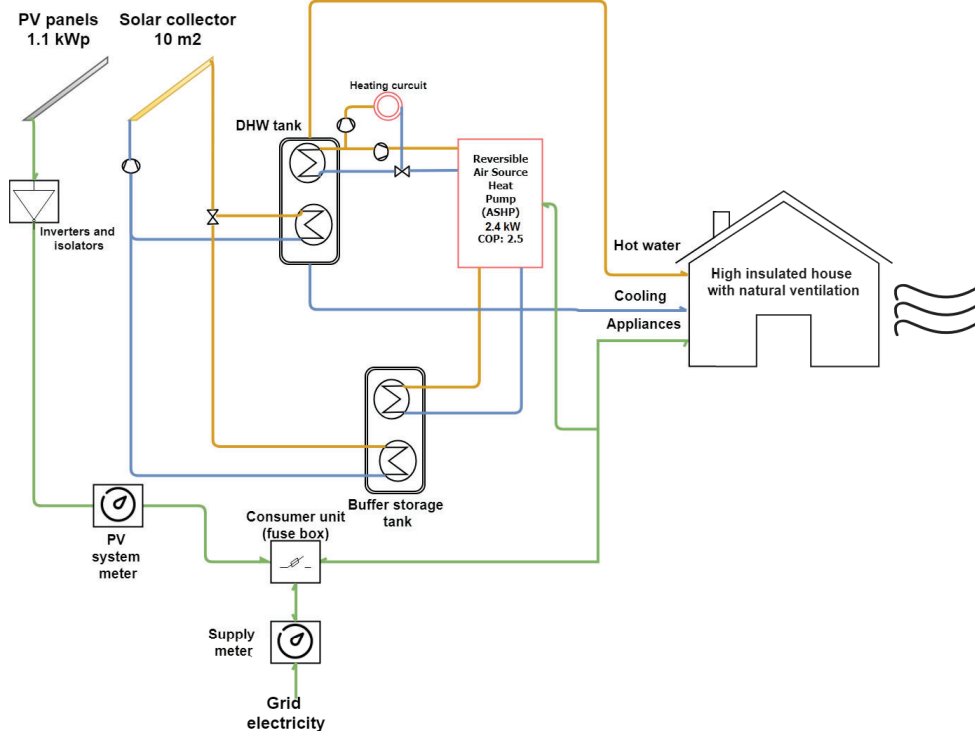 PV panels
1.1 kWp
Solar collector
10 m2
Heating curcuit
DHW tank
Reversible
Air Source
Heat
Pump
(ASHP)
2.4 kW
COP: 2.5
Inverters and
isolators
Hot water
Cooling
Appliances
High insulated house
with natural ventilation
Buffer storage
tank
PV
system
meter
Consumer unit
(fuse box)
Supply
meter
Grid
electricity